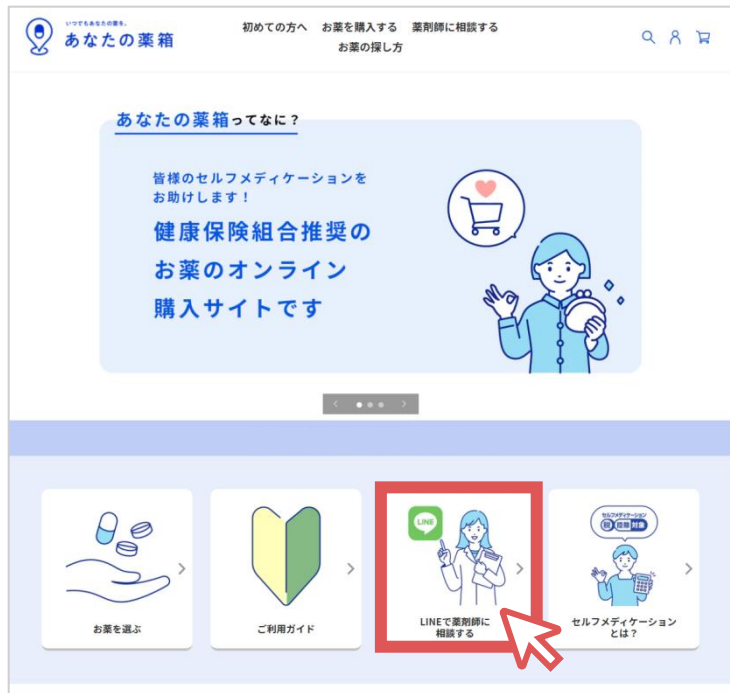 いつでもあなたの薬を。
あなたの薬箱
初めての方へ お薬を購入する 薬剤師に相談する
お薬の探し方
あなたの薬箱ってなに？
皆様のセルフメディケーションを
お助けします！
健康保険組合推奨の
お薬のオンライン
購入サイトです
LINE
セルフメディケーション
税 控除 対象
お薬を選ぶ
ご利用ガイド
LINEで薬剤師に
相談する
セルフメディケーション
とは？